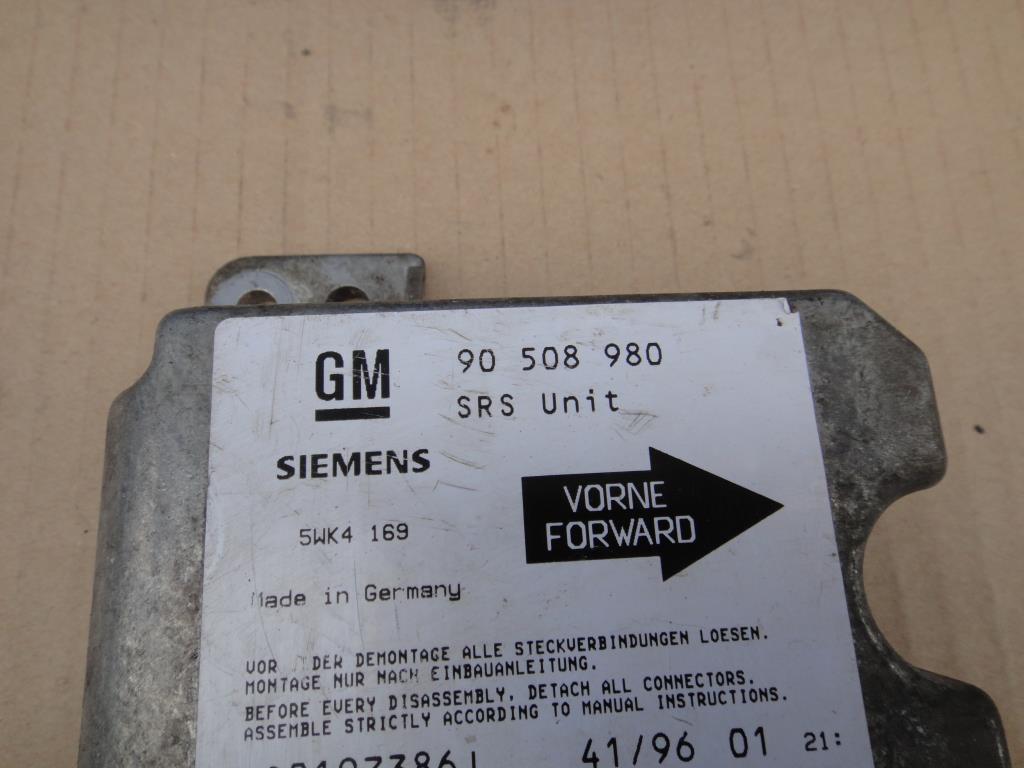 GM
90 508 980
SRS Unit
SIEMENS
VORNE
FORWARD
5WK4 169
Made in Germany
VOR DER DEMONTAGE ALLE STECKVERBINDUNGEN LOESEN.
MONTAGE NUR NACH EINBAUANLEITUNG.
BEFORE EVERY DISASSEMBLY, DETACH ALL CONNECTORS.
ASSEMBLE STRICTLY ACCORDING TO MANUAL INSTRUCTIONS.
41/96 01 21: